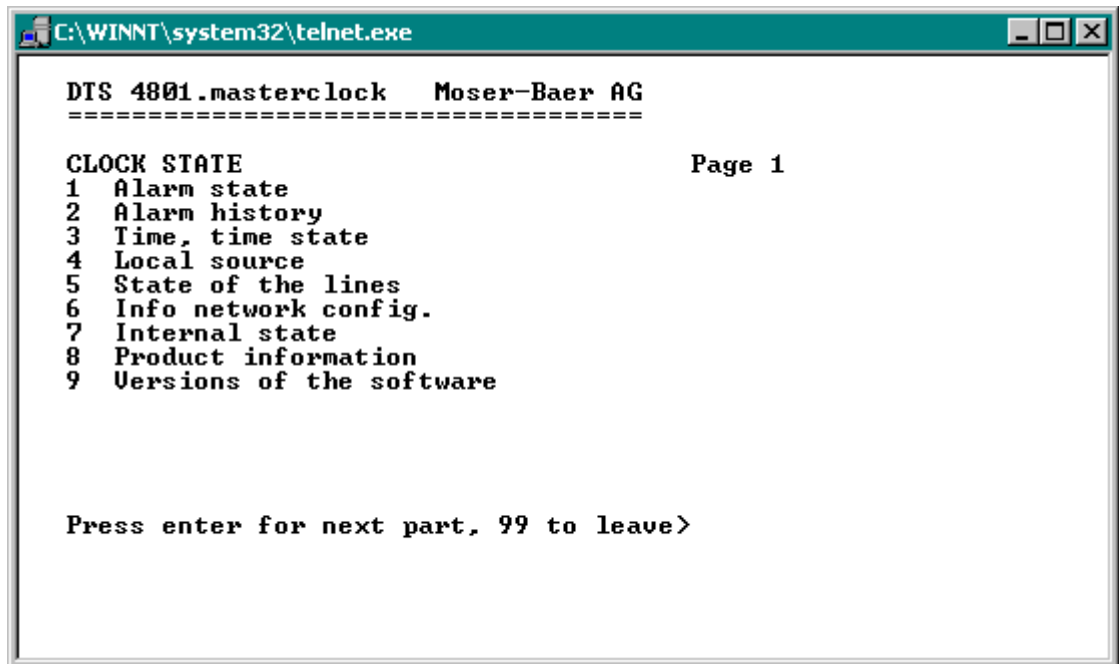 C:\WINNT\system32\telnet.exe
DTS 4801.masterclock   Moser-Baer AG
====================================
CLOCK STATE                            Page 1
1  Alarm state
2  Alarm history
3  Time, time state
4  Local source
5  State of the lines
6  Info network config.
7  Internal state
8  Product information
9  Versions of the software
Press enter for next part, 99 to leave>